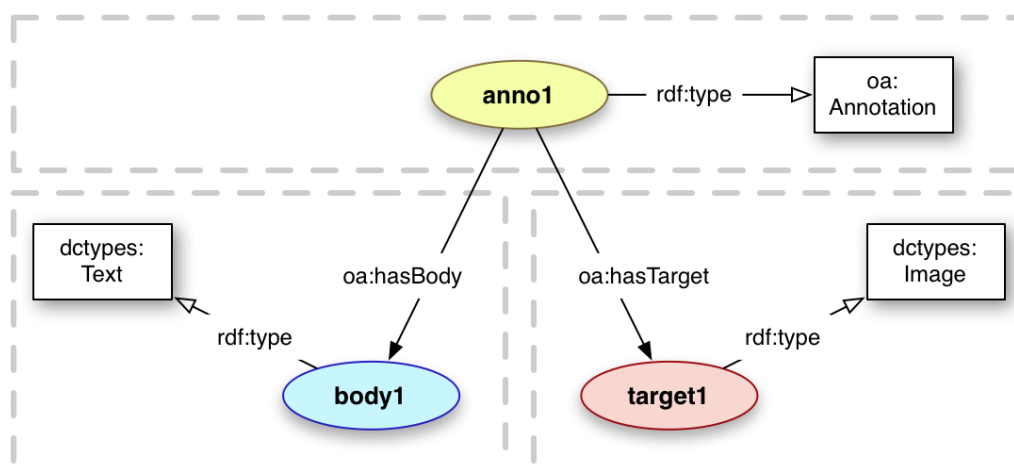 anno1
rdf:type
oa:
Annotation
dctypes:
Text
oa:hasBody
oa:hasTarget
dctypes:
Image
rdf:type
rdf:type
body1
target1